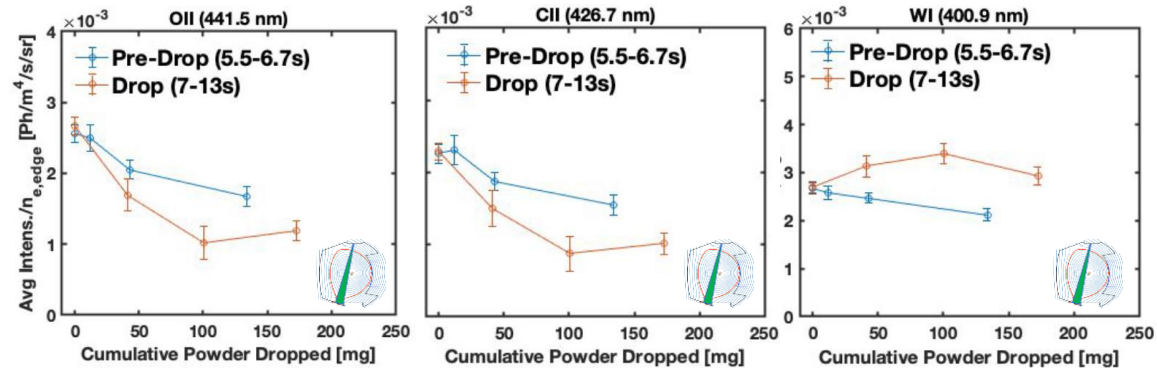 ×10⁻³ OII (441.5 nm)
4
3
2
1
0
Avg Intens./nₑ,edge [Ph/m⁴/s/sr]
Pre-Drop (5.5-6.7s)
Drop (7-13s)
0 50 100 150 200 250
Cumulative Powder Dropped [mg]
×10⁻³ CII (426.7 nm)
Pre-Drop (5.5-6.7s)
Drop (7-13s)
0 50 100 150 200 250
Cumulative Powder Dropped [mg]
×10⁻³ WI (400.9 nm)
6
5
4
3
2
1
0
Pre-Drop (5.5-6.7s)
Drop (7-13s)
0 50 100 150 200 250
Cumulative Powder Dropped [mg]